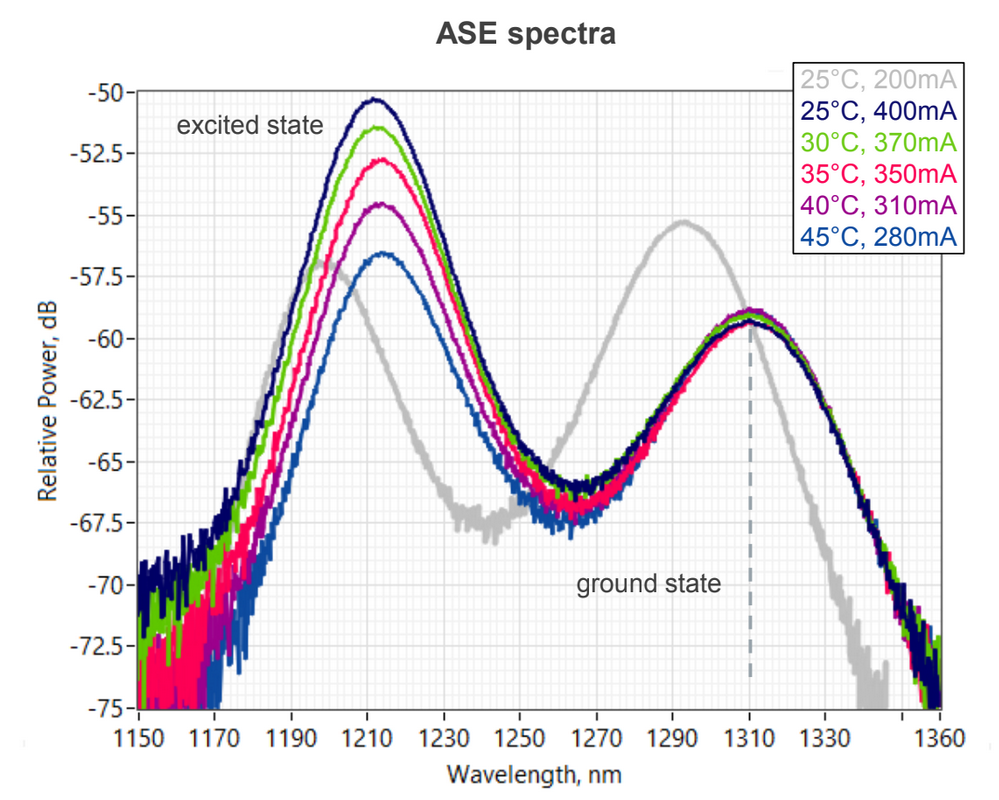 ASE spectra
25°C, 200mA
25°C, 400mA
30°C, 370mA
35°C, 350mA
40°C, 310mA
45°C, 280mA
excited state
ground state
Relative Power, dB
-50
-52.5
-55
-57.5
-60
-62.5
-65
-67.5
-70
-72.5
-75
1150 1170 1190 1210 1230 1250 1270 1290 1310 1330 1360
Wavelength, nm